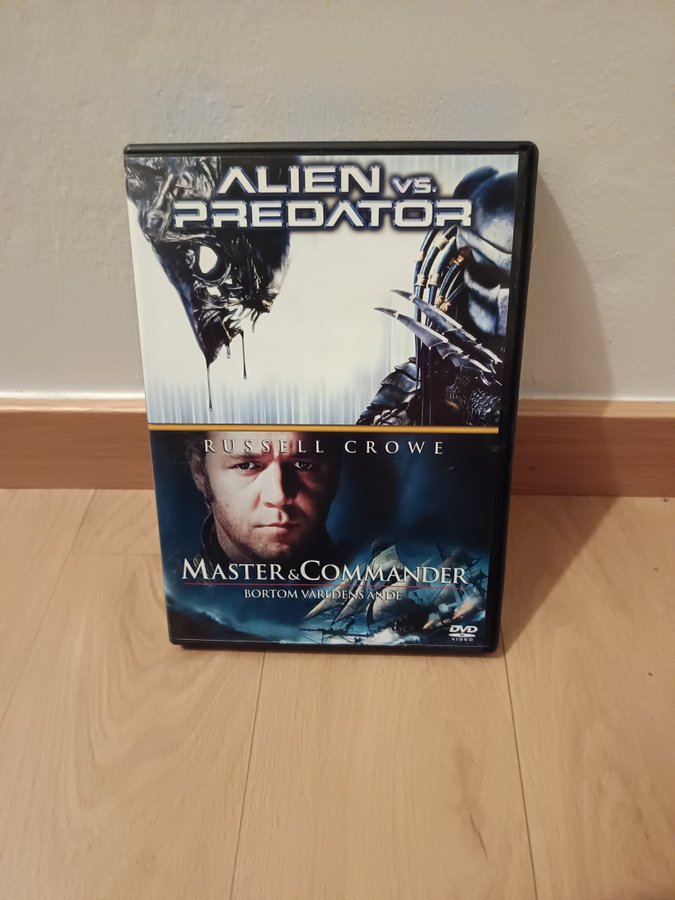 ALIEN VS.
PREDATOR
RUSSELL CROWE
MASTER & COMMANDER
BORTOM VÄRLDENS ÄNDE
DVD
VIDEO